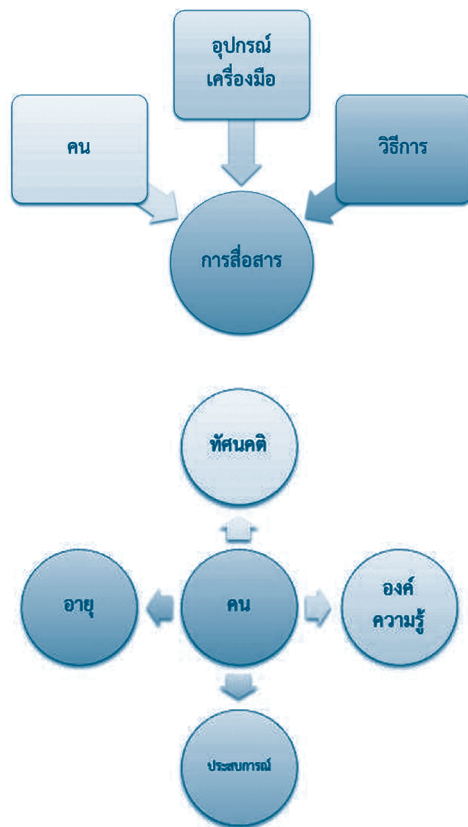 อุปกรณ์
เครื่องมือ
คน
วิธีการ
การสื่อสาร
ทัศนคติ
อายุ
คน
องค์
ความรู้
ประสบการณ์